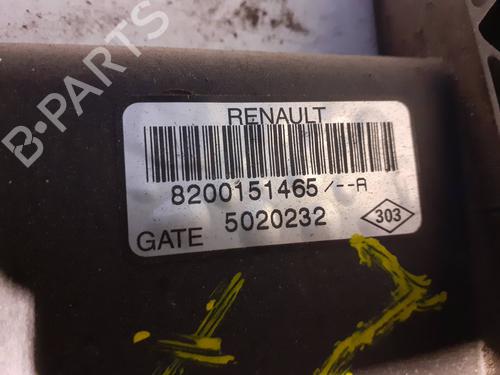 B-PARTS
RENAULT
8200151465/--A
GATE 5020232 303